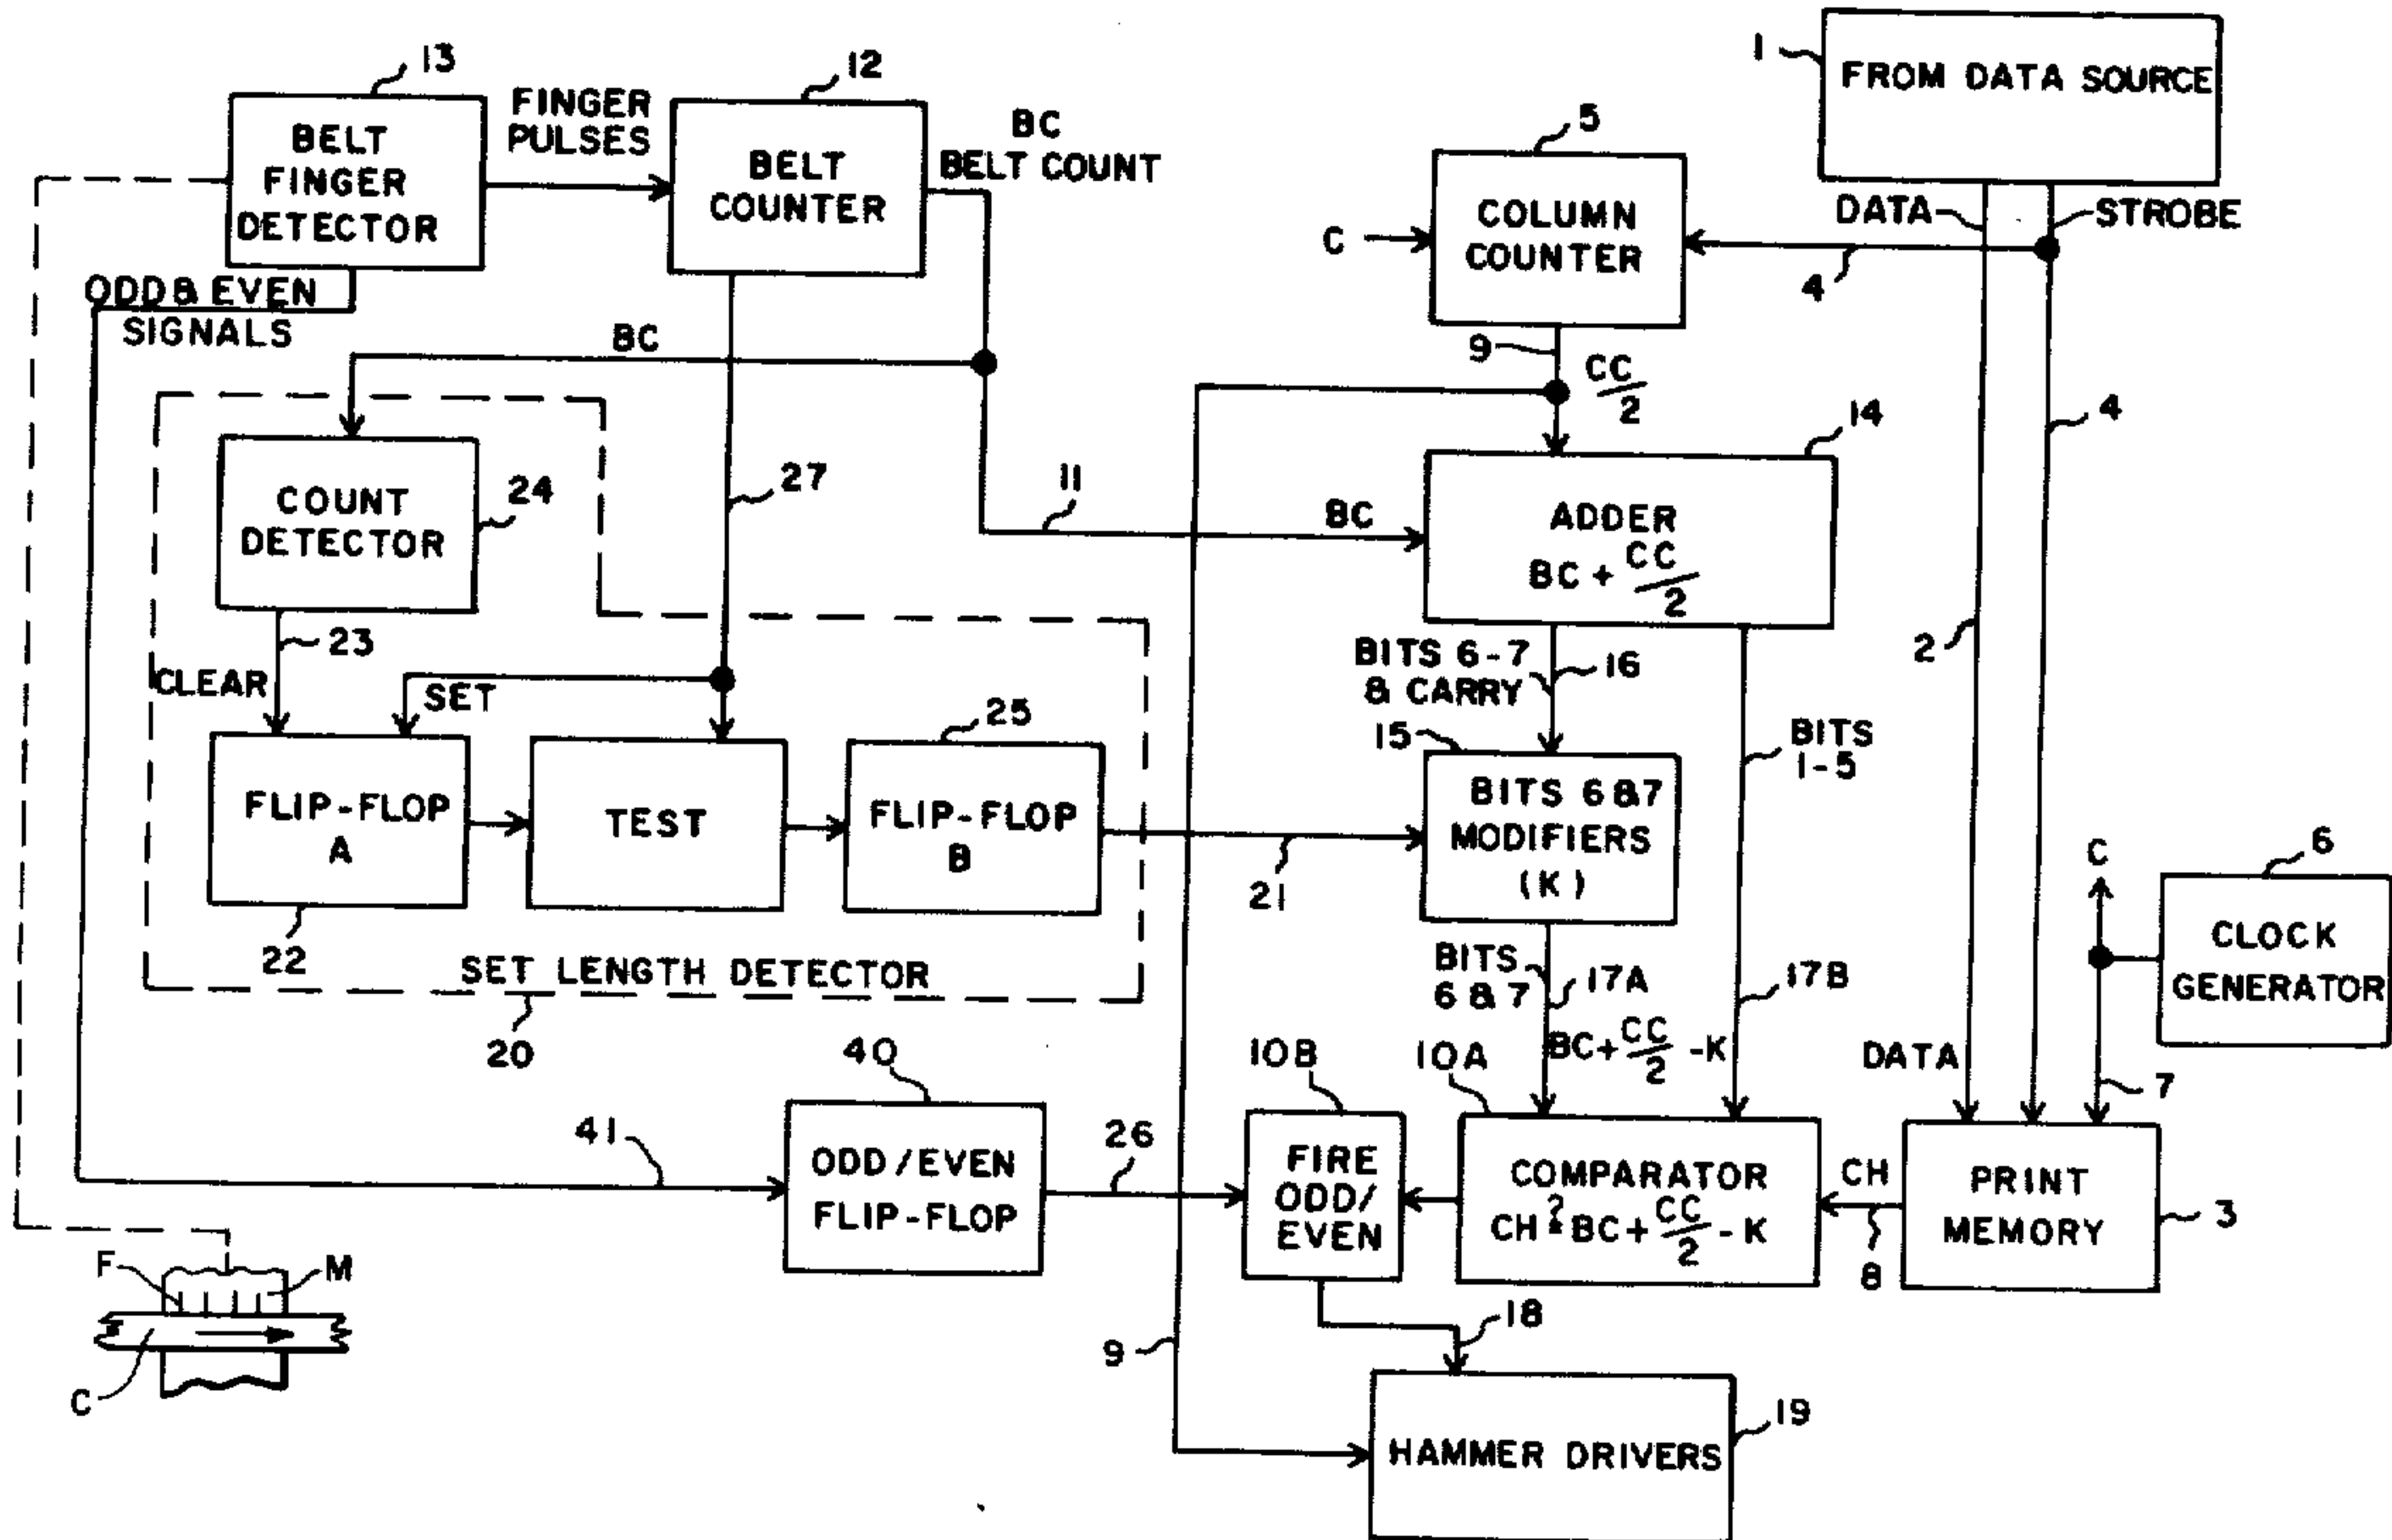 13
BELT
FINGER
DETECTOR
FINGER
PULSES
12
BELT
COUNTER
BC
BELT COUNT
1
FROM DATA SOURCE
5
COLUMN
COUNTER
C
DATA
STROBE
4
ODD & EVEN
SIGNALS
BC
9
CC/2
4
14
ADDER
BC + CC/2
11
BC
27
24
COUNT
DETECTOR
23
CLEAR
SET
BITS 6-7
& CARRY
16
2
BITS
1-5
25
15
FLIP-FLOP
A
22
TEST
FLIP-FLOP
B
21
BITS 6&7
MODIFIERS
(K)
C
6
CLOCK
GENERATOR
SET LENGTH DETECTOR
20
BITS
6 & 7
17A
17B
BC + CC/2 - K
DATA
7
40
10B
10A
41
ODD/EVEN
FLIP-FLOP
26
FIRE
ODD/
EVEN
COMPARATOR
CH ?= BC + CC/2 - K
CH
8
PRINT
MEMORY
3
F
M
C
9
18
HAMMER DRIVERS
19